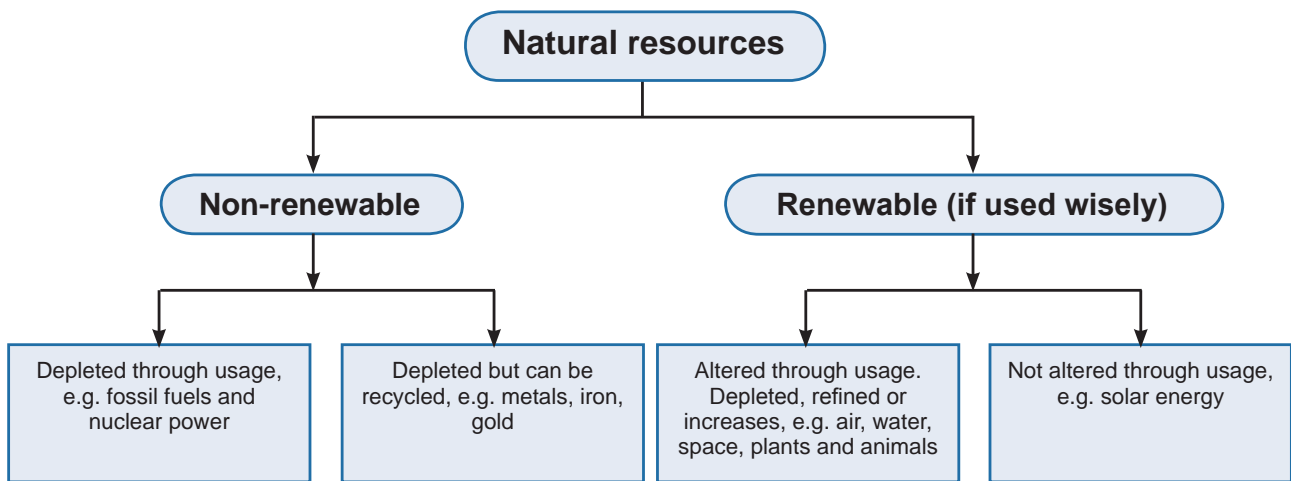 Natural resources
Non-renewable
Renewable (if used wisely)
Depleted through usage,
e.g. fossil fuels and
nuclear power
Depleted but can be
recycled, e.g. metals, iron,
gold
Altered through usage.
Depleted, refined or
increases, e.g. air, water,
space, plants and animals
Not altered through usage,
e.g. solar energy